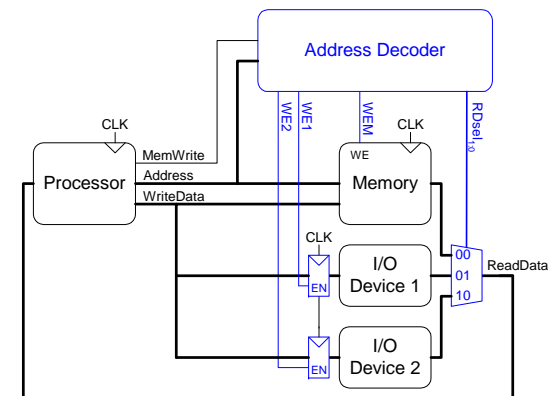 Address Decoder
WE2
WE1
WEM
RDsel1:0
CLK
CLK
MemWrite
WE
Processor
Address
Memory
WriteData
CLK
00
I/O
Device 1
01
ReadData
EN
10
I/O
Device 2
EN